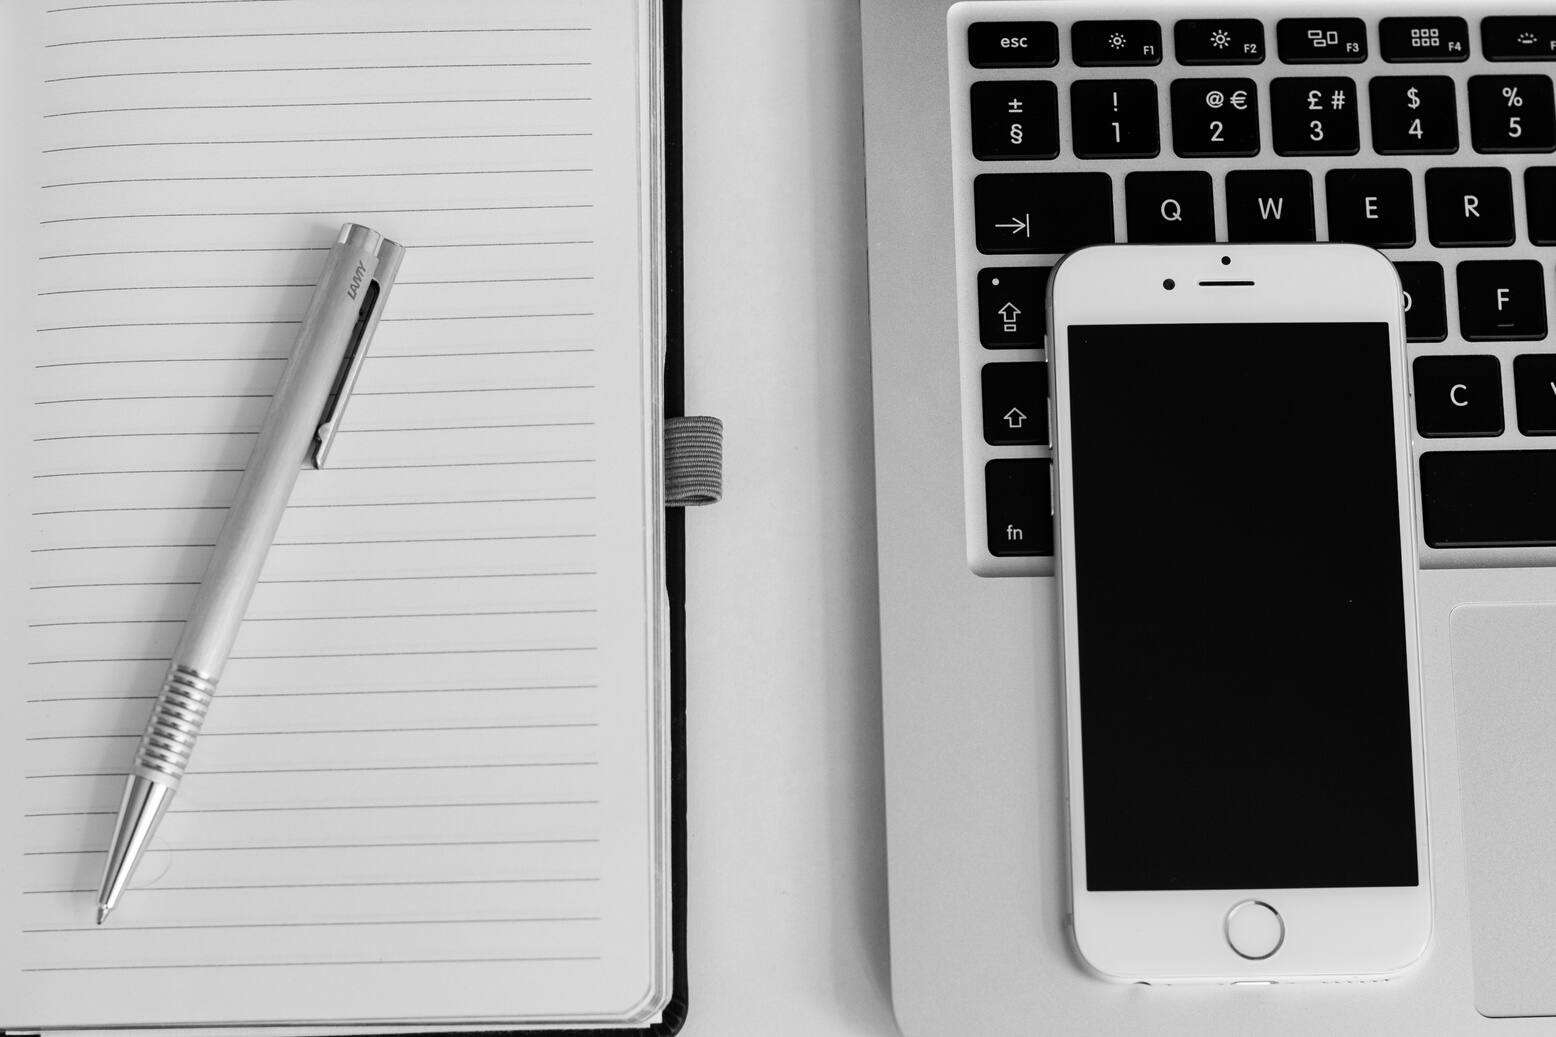 LAMY
esc F1 F2 F3 F4
± ! @ € £ # $ %
§ 1 2 3 4 5
Q W E R
F
C
fn